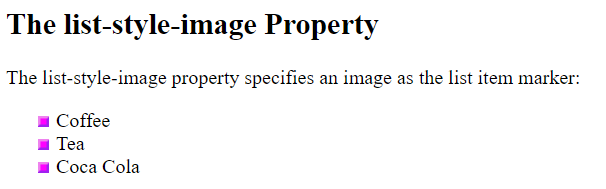 The list-style-image Property
The list-style-image property specifies an image as the list item marker:
Coffee
Tea
Coca Cola